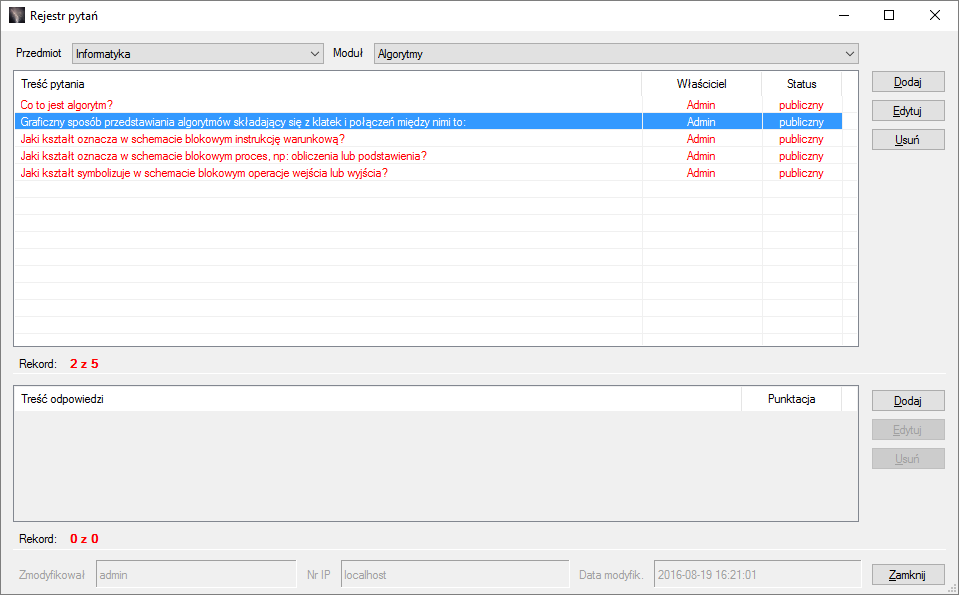 Rejestr pytań
Przedmiot Informatyka Moduł Algorytmy
Treść pytania Właściciel Status
Co to jest algorytm? Admin publiczny
Graficzny sposób przedstawiania algorytmów składający się z klatek i połączeń między nimi to: Admin publiczny
Jaki kształt oznacza w schemacie blokowym instrukcję warunkową? Admin publiczny
Jaki kształt oznacza w schemacie blokowym proces, np: obliczenia lub podstawienia? Admin publiczny
Jaki kształt symbolizuje w schemacie blokowym operacje wejścia lub wyjścia? Admin publiczny
Dodaj
Edytuj
Usuń
Rekord: 2 z 5
Treść odpowiedzi Punktacja
Dodaj
Edytuj
Usuń
Rekord: 0 z 0
Zmodyfikował admin Nr IP localhost Data modyfik. 2016-08-19 16:21:01 Zamknij